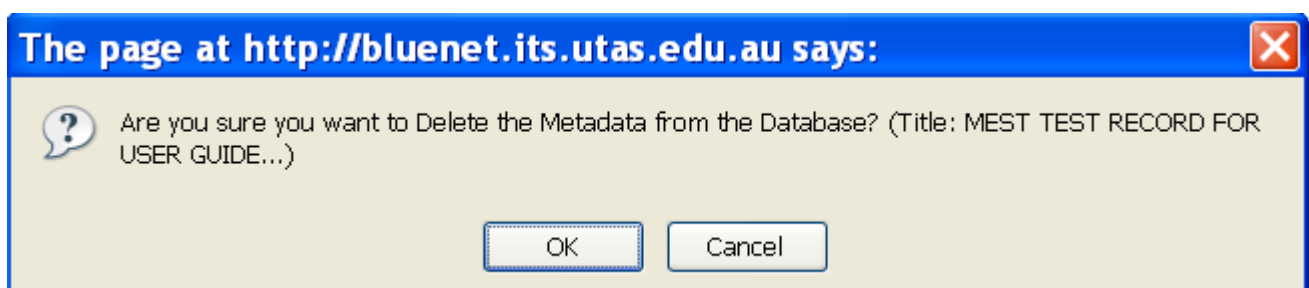 The page at http://bluenet.its.utas.edu.au says:
Are you sure you want to Delete the Metadata from the Database? (Title: MEST TEST RECORD FOR
USER GUIDE...)
OK Cancel